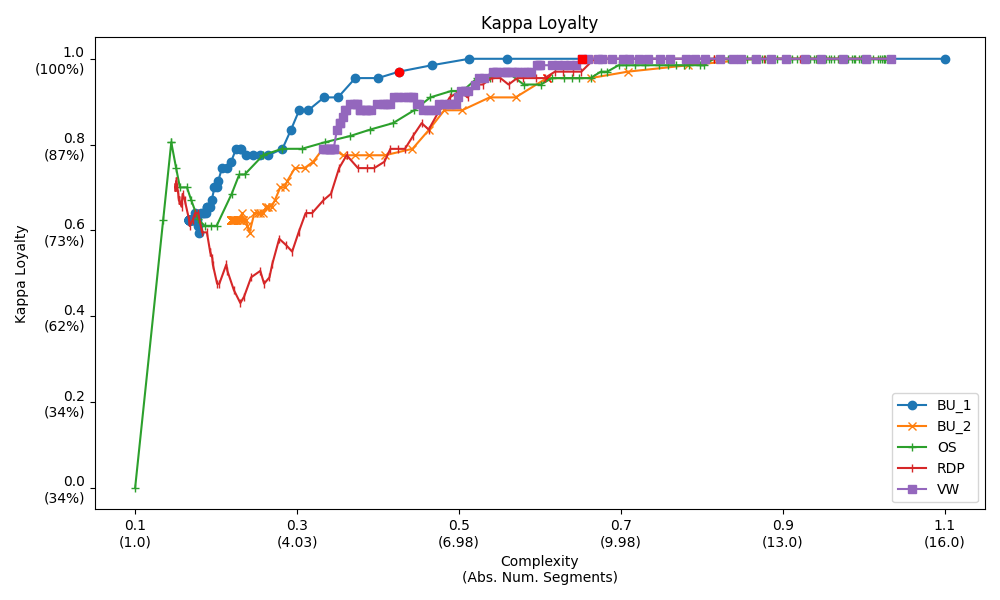 Kappa Loyalty
1.0
(100%)
0.8
(87%)
0.6
(73%)
0.4
(62%)
0.2
(34%)
0.0
(34%)
Kappa Loyalty
0.1
(1.0)
0.3
(4.03)
0.5
(6.98)
0.7
(9.98)
0.9
(13.0)
1.1
(16.0)
Complexity
(Abs. Num. Segments)
BU_1
BU_2
OS
RDP
VW